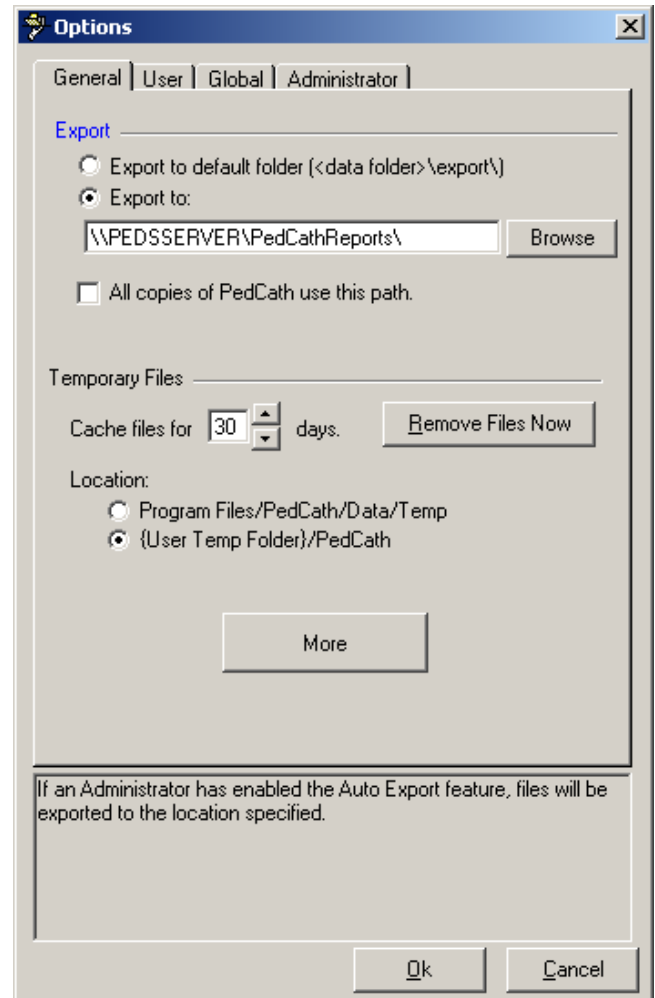 Options
General User Global Administrator
Export
Export to default folder (<data folder>\export\)
Export to:
\\PEDSSERVER\PedCathReports\ Browse
All copies of PedCath use this path.
Temporary Files
Cache files for 30 days. Remove Files Now
Location:
Program Files/PedCath/Data/Temp
{User Temp Folder}/PedCath
More
If an Administrator has enabled the Auto Export feature, files will be
exported to the location specified.
Ok Cancel